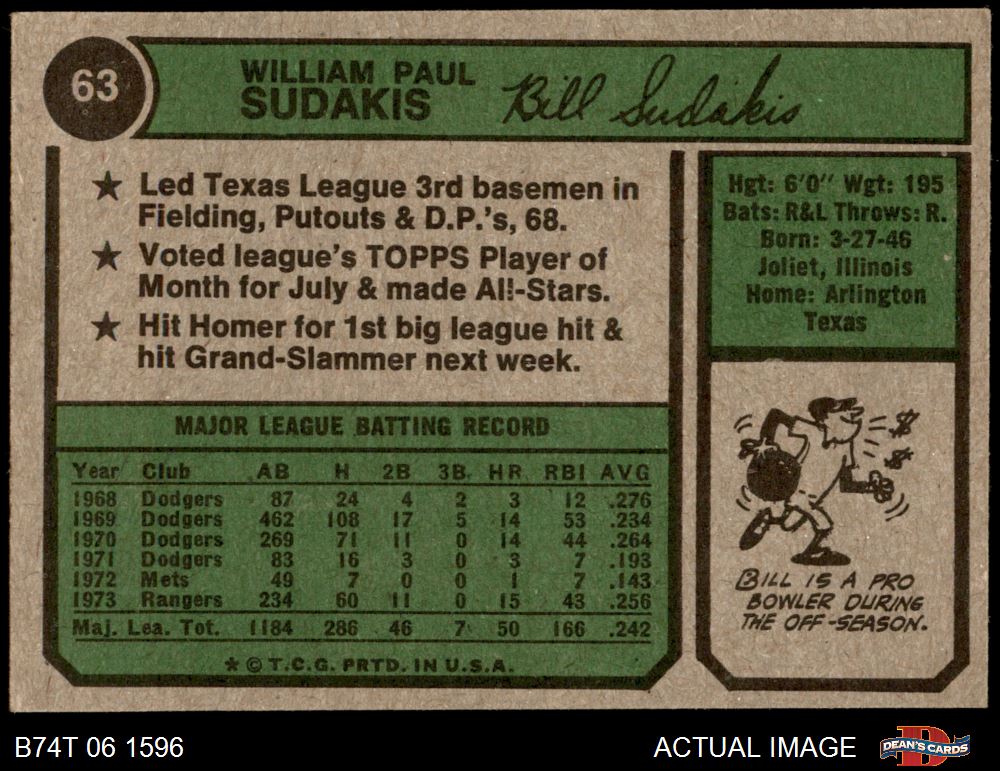 63
WILLIAM PAUL
SUDAKIS
Bill Sudakis
★ Led Texas League 3rd basemen in
Fielding, Putouts & D.P.'s, 68.
★ Voted league's TOPPS Player of
Month for July & made All-Stars.
★ Hit Homer for 1st big league hit &
hit Grand-Slammer next week.
Hgt: 6'0" Wgt: 195
Bats: R&L Throws: R.
Born: 3-27-46
Joliet, Illinois
Home: Arlington
Texas
MAJOR LEAGUE BATTING RECORD
Year Club AB H 2B 3B HR RBI AVG
1968 Dodgers 87 24 4 2 3 12 .276
1969 Dodgers 462 108 17 5 14 53 .234
1970 Dodgers 269 71 11 0 14 44 .264
1971 Dodgers 83 16 3 0 3 7 .193
1972 Mets 49 7 0 0 1 7 .143
1973 Rangers 234 60 11 0 15 43 .256
Maj. Lea. Tot. 1184 286 46 7 50 166 .242
★ © T.C.G. PRTD. IN U.S.A.
$
$
BILL IS A PRO
BOWLER DURING
THE OFF-SEASON.
B74T 06 1596
ACTUAL IMAGE
D
DEAN'S CARDS